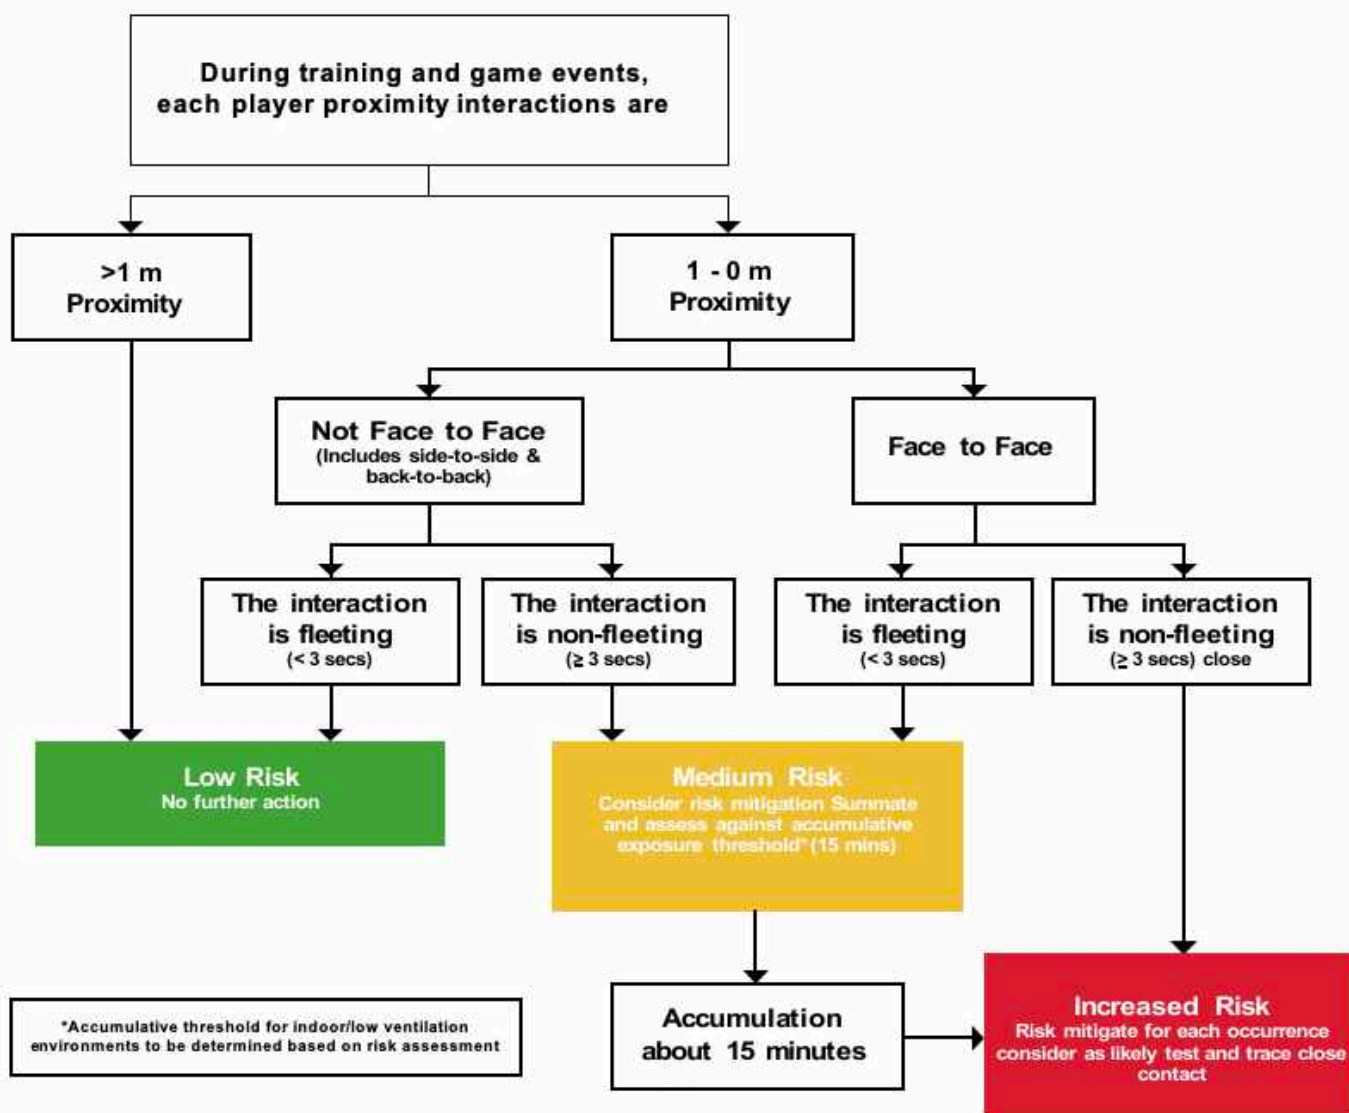 During training and game events,
each player proximity interactions are
>1 m
Proximity
1 - 0 m
Proximity
Not Face to Face
(Includes side-to-side &
back-to-back)
Face to Face
The interaction
is fleeting
(< 3 secs)
The interaction
is non-fleeting
(≥ 3 secs)
The interaction
is fleeting
(< 3 secs)
The interaction
is non-fleeting
(≥ 3 secs) close
Low Risk
No further action
Medium Risk
Consider risk mitigation Summate
and assess against accumulative
exposure threshold* (15 mins)
*Accumulative threshold for indoor/low ventilation
environments to be determined based on risk assessment
Accumulation
about 15 minutes
Increased Risk
Risk mitigate for each occurrence
consider as likely test and trace close
contact